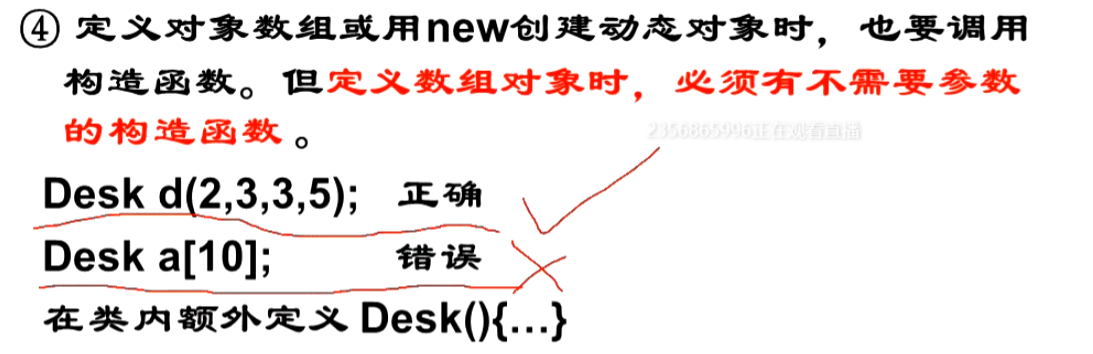 ④ 定义对象数组或用new创建动态对象时，也要调用
构造函数。但定义数组对象时，必须有不需要参数
的构造函数。
2356865996正在观看直播
Desk d(2,3,3,5); 正确
Desk a[10]; 错误
在类内额外定义 Desk(){...}